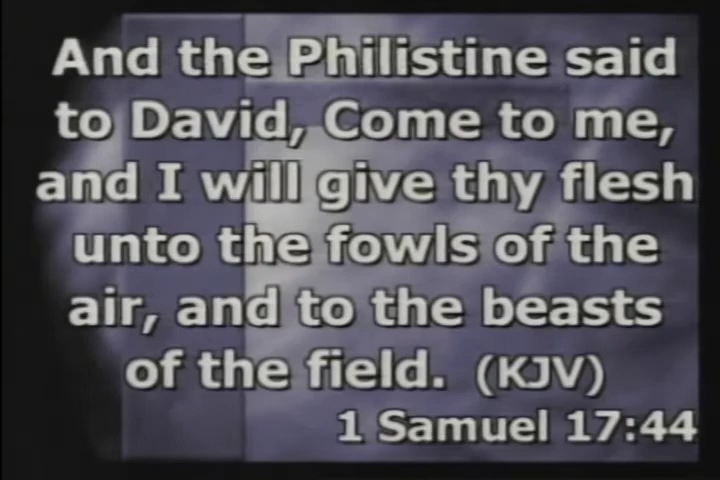 And the Philistine said
to David, Come to me,
and I will give thy flesh
unto the fowls of the
air, and to the beasts
of the field. (KJV)
1 Samuel 17:44